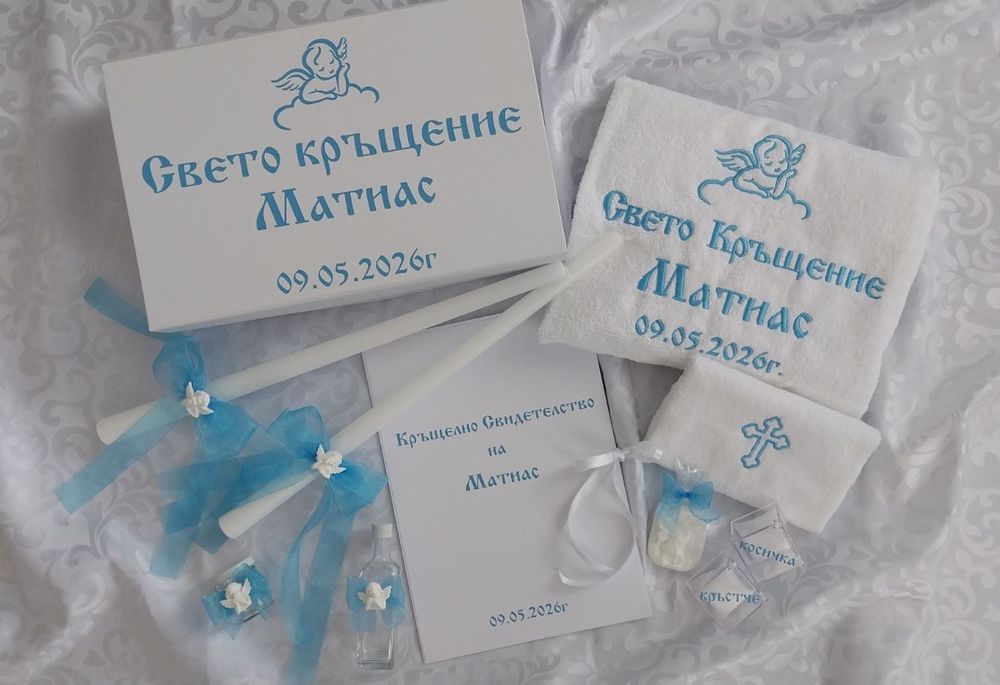 Свето кръщение
Матиас
09.05.2026г
Свето Кръщение
Матиас
09.05.2026г.
Кръщелно Свидетелство
на
Матиас
09.05.2026г
косичка
кръстче